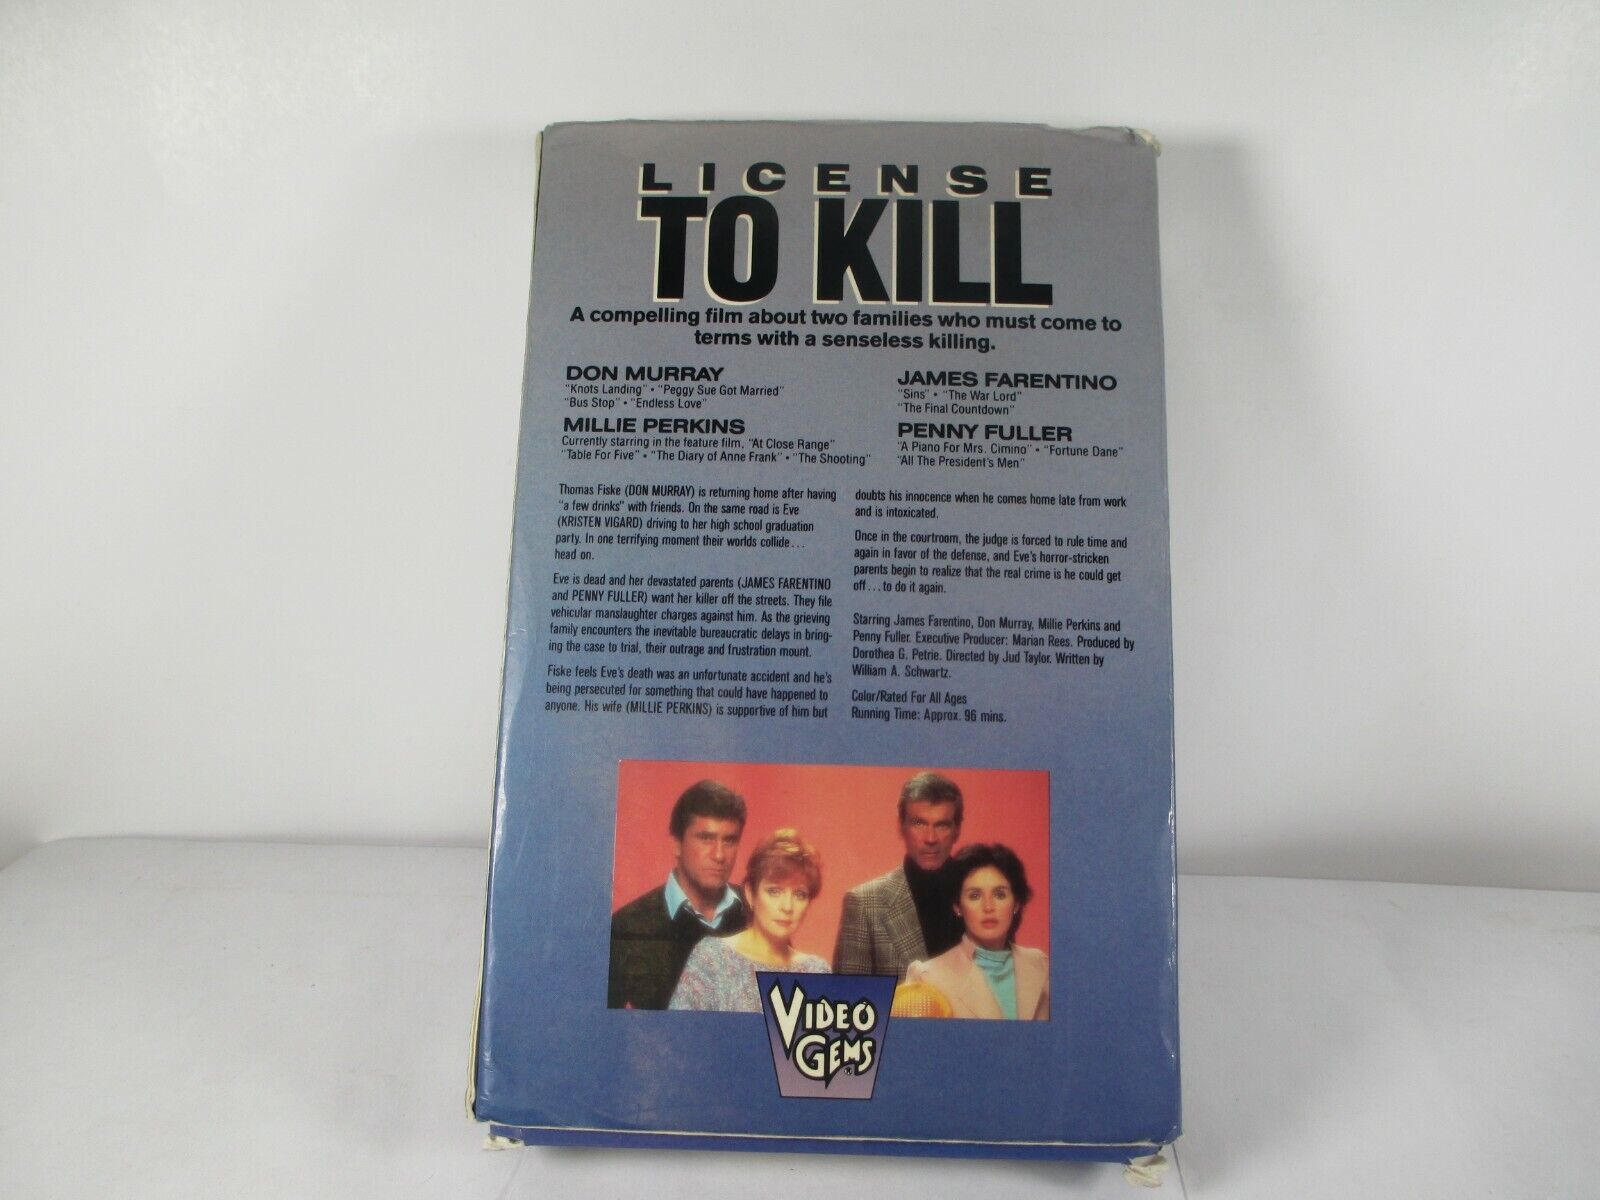 LICENSE
TO KILL
A compelling film about two families who must come to
terms with a senseless killing.
DON MURRAY
"Knots Landing" • "Peggy Sue Got Married"
"Bus Stop" • "Endless Love"
MILLIE PERKINS
Currently starring in the feature film, "At Close Range"
"Table For Five" • "The Diary of Anne Frank" • "The Shooting"
JAMES FARENTINO
"Sins" • "The War Lord"
"The Final Countdown"
PENNY FULLER
"A Piano For Mrs. Cimino" • "Fortune Dane"
"All The President's Men"
Thomas Fiske (DON MURRAY) is returning home after having
"a few drinks" with friends. On the same road is Eve
(KRISTEN VIGARD) driving to her high school graduation
party. In one terrifying moment their worlds collide...
head on.
Eve is dead and her devastated parents (JAMES FARENTINO
and PENNY FULLER) want her killer off the streets. They file
vehicular manslaughter charges against him. As the grieving
family encounters the inevitable bureaucratic delays in bring-
ing the case to trial, their outrage and frustration mount.
Fiske feels Eve's death was an unfortunate accident and he's
being persecuted for something that could have happened to
anyone. His wife (MILLIE PERKINS) is supportive of him but
doubts his innocence when he comes home late from work
and is intoxicated.
Once in the courtroom, the judge is forced to rule time and
again in favor of the defense, and Eve's horror-stricken
parents begin to realize that the real crime is he could get
off...to do it again.
Starring James Farentino, Don Murray, Millie Perkins and
Penny Fuller. Executive Producer: Marian Rees. Produced by
Dorothea G. Petrie. Directed by Jud Taylor. Written by
William A. Schwartz.
Color/Rated For All Ages
Running Time: Approx. 96 mins.
VIDEO
GEMS®